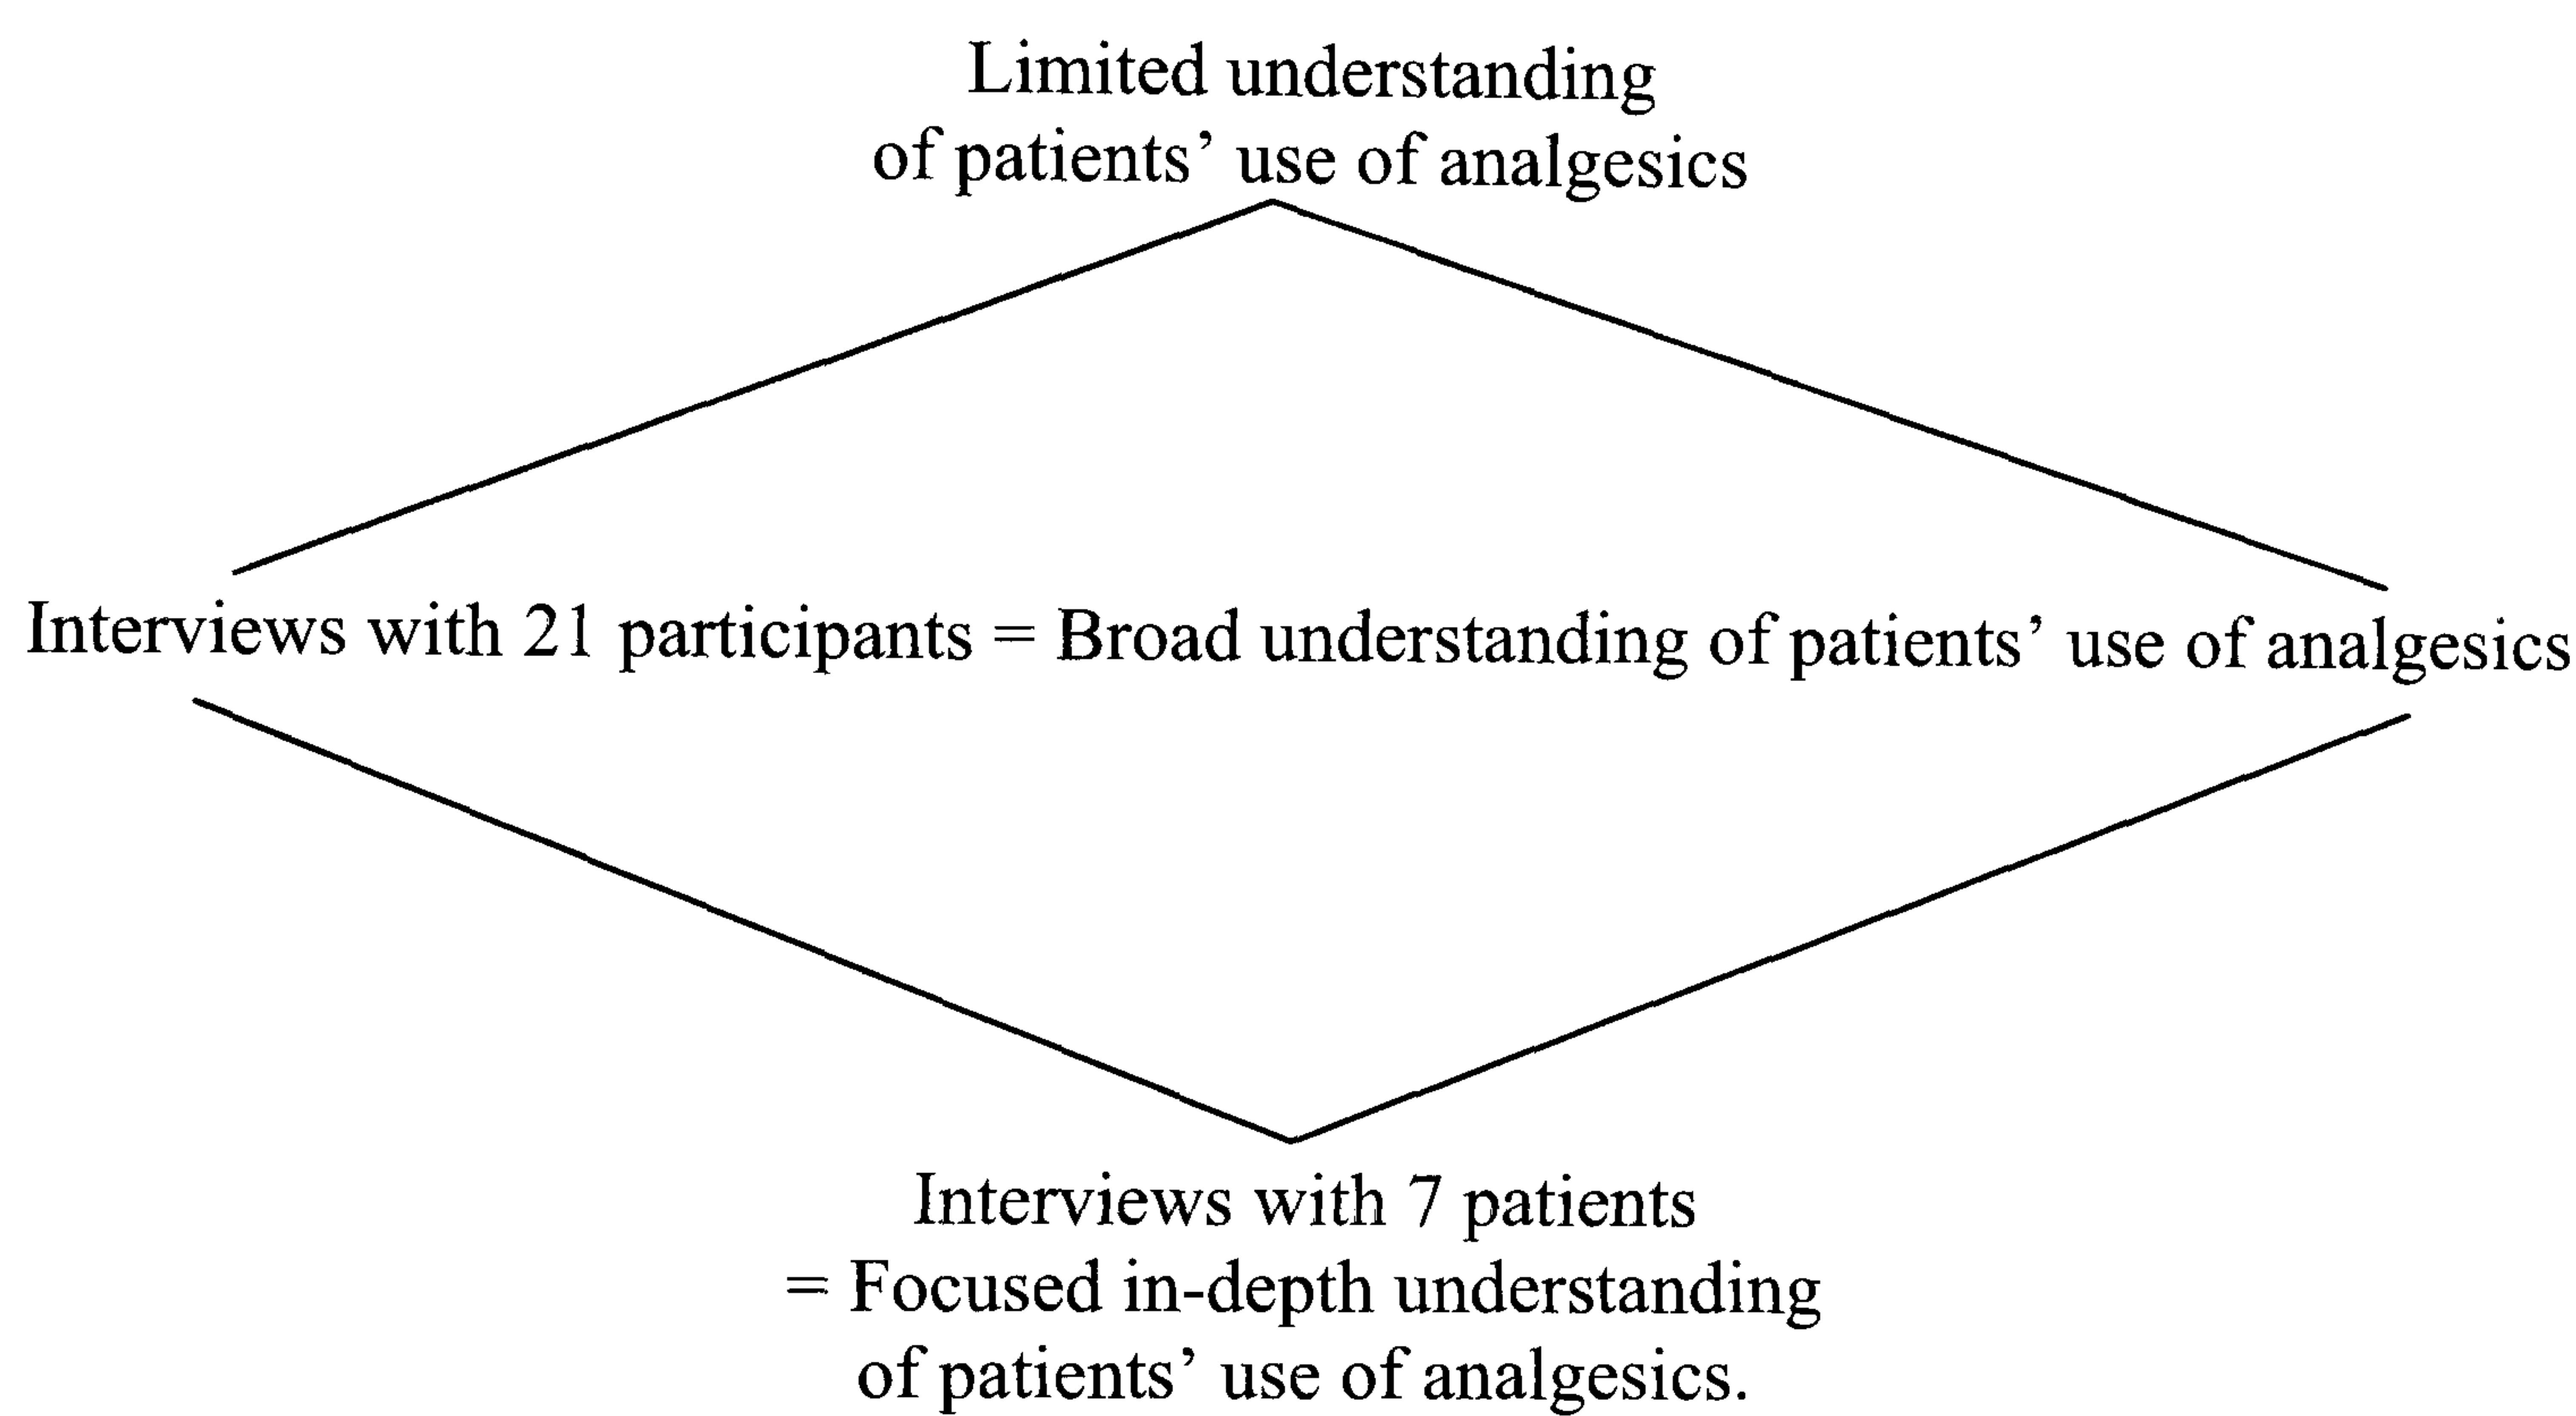 Limited understanding
of patients’ use of analgesics
Interviews with 21 participants = Broad understanding of patients’ use of analgesics
Interviews with 7 patients
= Focused in-depth understanding
of patients’ use of analgesics.